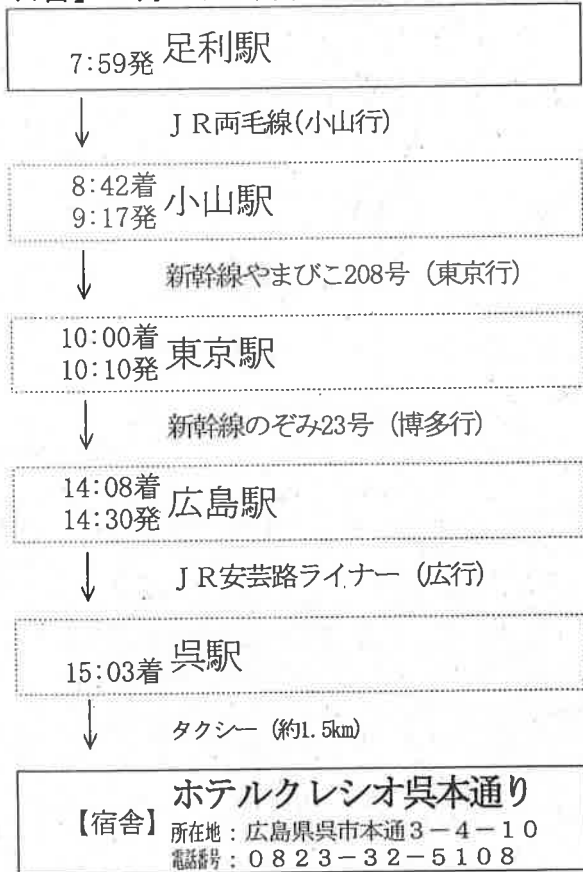 7:59発 足利駅
↓ JR両毛線(小山行)
8:42着
9:17発 小山駅
↓ 新幹線やまびこ208号 (東京行)
10:00着
10:10発 東京駅
↓ 新幹線のぞみ23号 (博多行)
14:08着
14:30発 広島駅
↓ JR安芸路ライナー (広行)
15:03着 呉駅
↓ タクシー (約1.5km)
【宿舎】 ホテルクレシオ呉本通り
所在地：広島県呉市本通3－4－10
電話番号：0823－32－5108